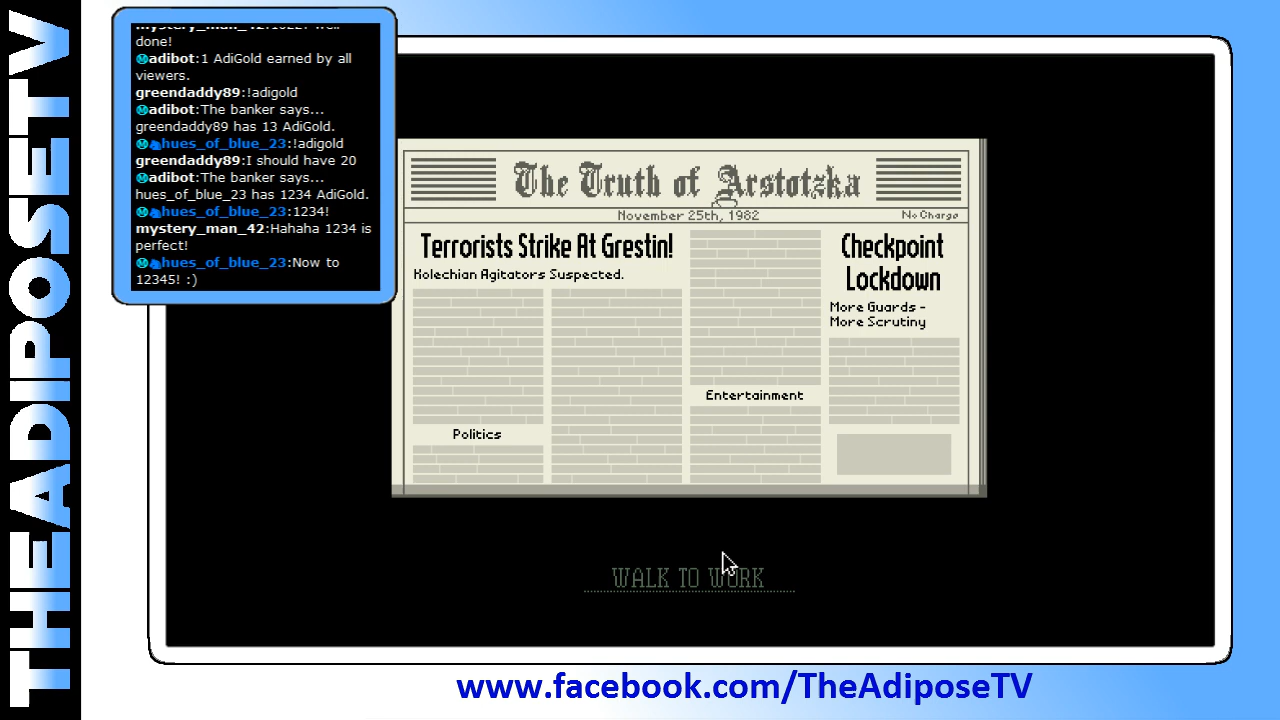 THEADIPOSETV
done!
adibot:1 AdiGold earned by all
viewers.
greendaddy89:!adigold
adibot:The banker says...
greendaddy89 has 13 AdiGold.
hues_of_blue_23:!adigold
greendaddy89:I should have 20
adibot:The banker says...
hues_of_blue_23 has 1234 AdiGold.
hues_of_blue_23:1234!
mystery_man_42:Hahaha 1234 is
perfect!
hues_of_blue_23:Now to
12345! :)
The Truth of Arstotzka
November 25th, 1982
No Charge
Terrorists Strike At Grestin!
Kolechian Agitators Suspected.
Politics
Entertainment
Checkpoint
Lockdown
More Guards -
More Scrutiny
WALK TO WORK
www.facebook.com/TheAdiposeTV